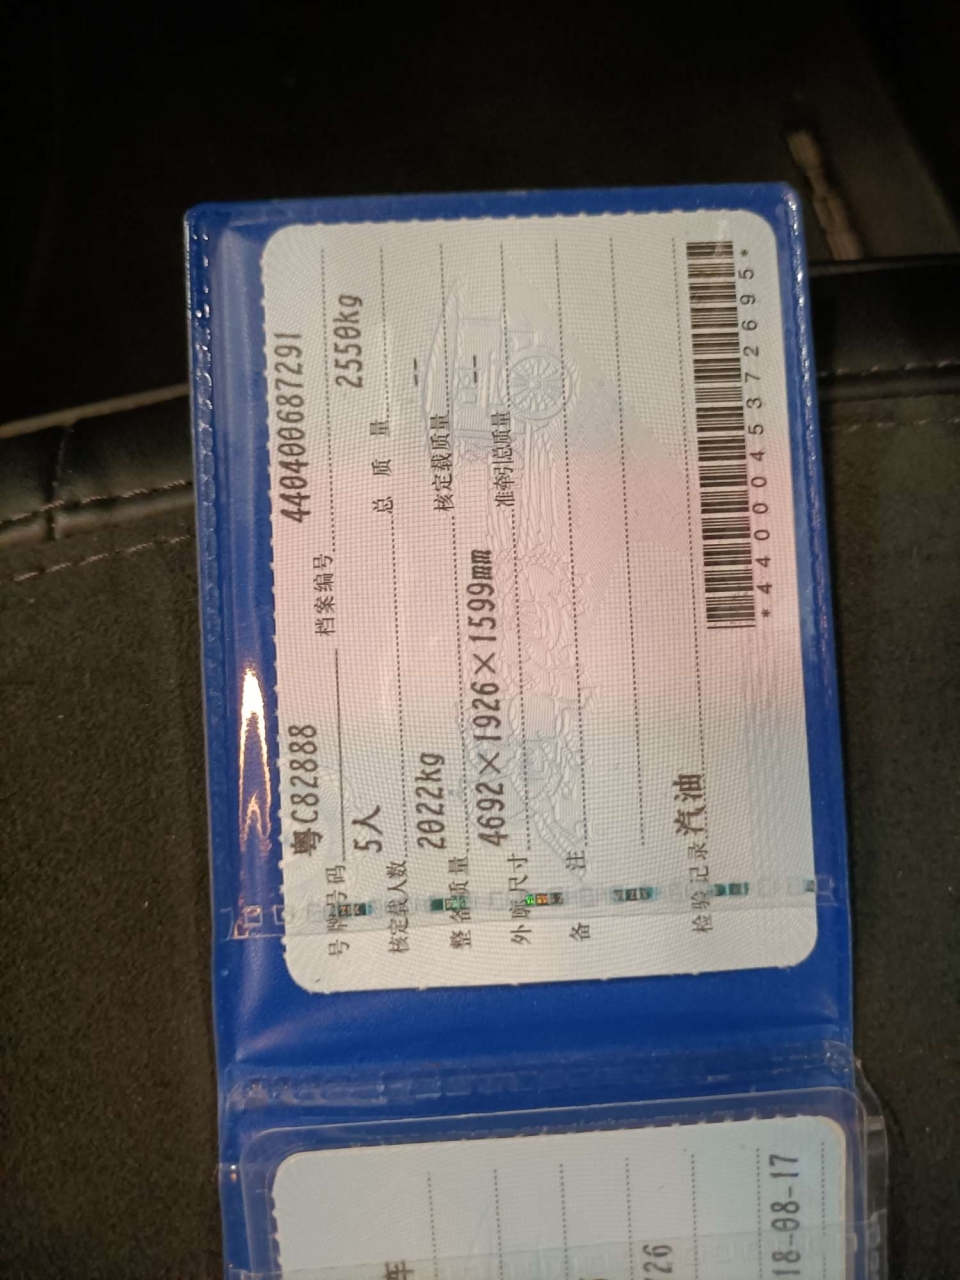 号牌号码 粤C82888 档案编号 440400687291
核定载人数 5人 总质量 2550kg
整备质量 2022kg 核定载质量 --
外廓尺寸 4692×1926×1599mm 准牵引总质量 --
备注
检验记录 汽油
*4400045372695*
车
726
18-08-17